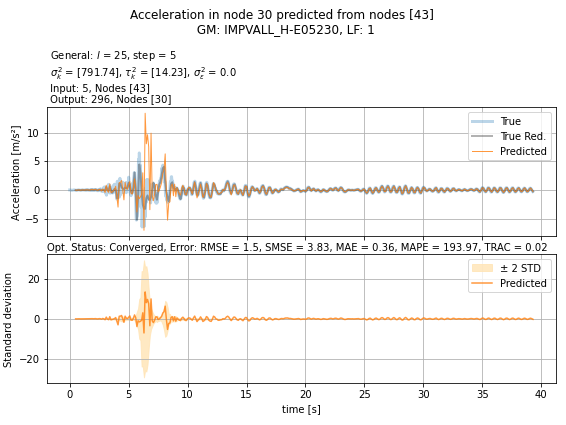 Acceleration in node 30 predicted from nodes [43]
GM: IMPVALL_H-E05230, LF: 1
General: l = 25, step = 5
σ²ₖ = [791.74], τ²ₖ = [14.23], σ²ε = 0.0
Input: 5, Nodes [43]
Output: 296, Nodes [30]
True
True Red.
Predicted
10
5
0
−5
Acceleration [m/s²]
Opt. Status: Converged, Error: RMSE = 1.5, SMSE = 3.83, MAE = 0.36, MAPE = 193.97, TRAC = 0.02
± 2 STD
Predicted
20
0
−20
Standard deviation
0 5 10 15 20 25 30 35 40
time [s]